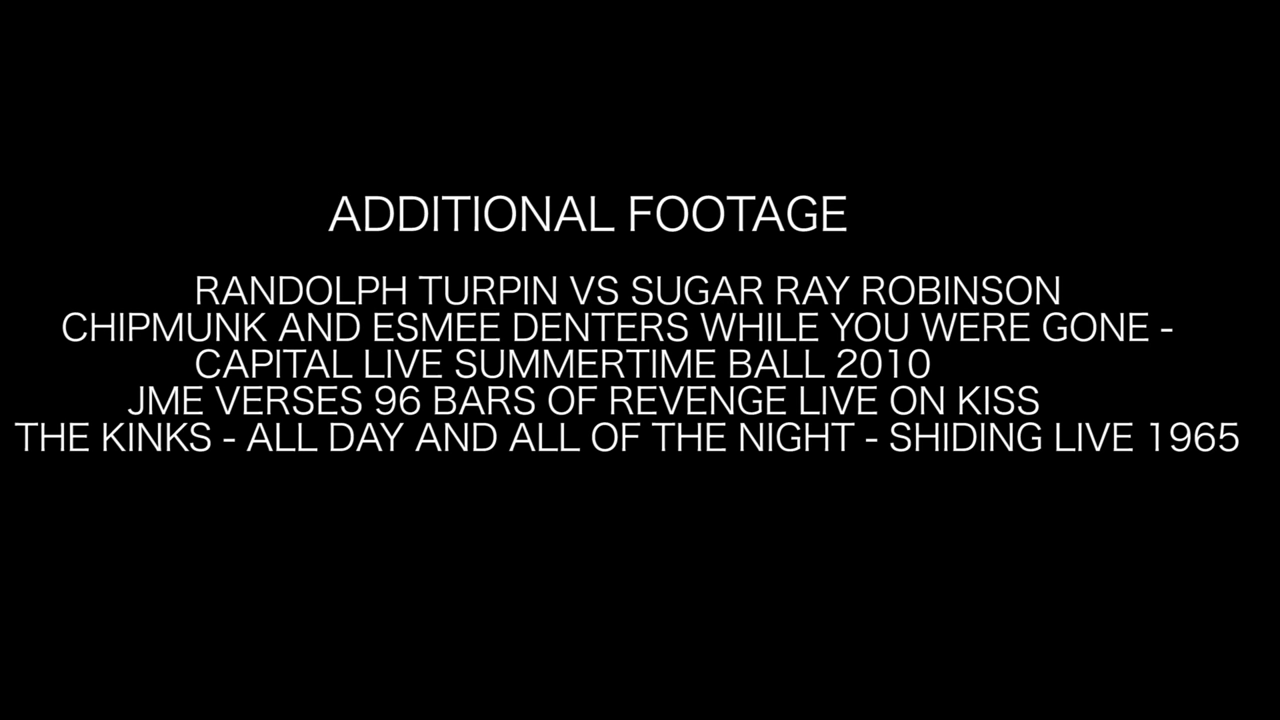 ADDITIONAL FOOTAGE
RANDOLPH TURPIN VS SUGAR RAY ROBINSON
CHIPMUNK AND ESMEE DENTERS WHILE YOU WERE GONE -
CAPITAL LIVE SUMMERTIME BALL 2010
JME VERSES 96 BARS OF REVENGE LIVE ON KISS
THE KINKS - ALL DAY AND ALL OF THE NIGHT - SHIDING LIVE 1965